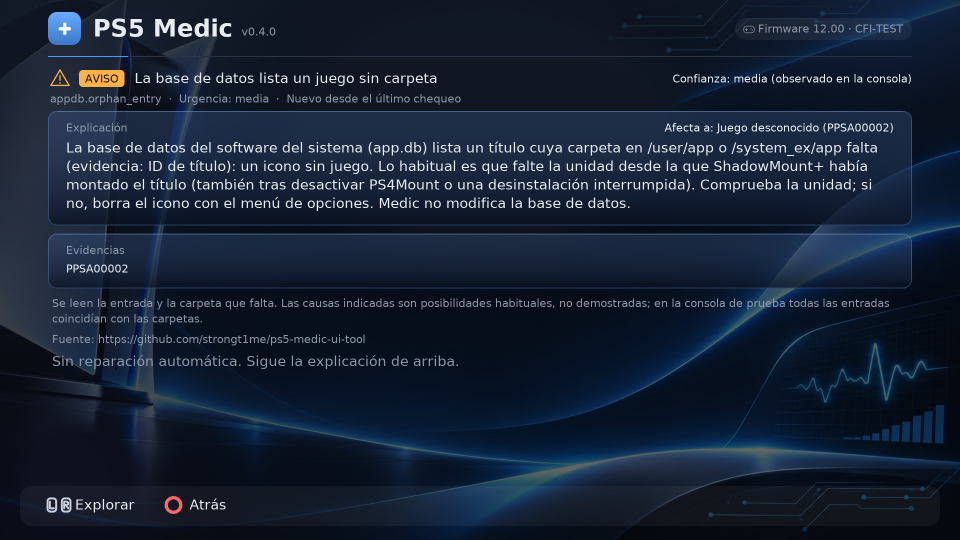 PS5 Medic v0.4.0
Firmware 12.00 · CFI-TEST
AVISO La base de datos lista un juego sin carpeta
Confianza: media (observado en la consola)
appdb.orphan_entry · Urgencia: media · Nuevo desde el último chequeo
Explicación
Afecta a: Juego desconocido (PPSA00002)
La base de datos del software del sistema (app.db) lista un título cuya carpeta en /user/app o /system_ex/app falta
(evidencia: ID de título): un icono sin juego. Lo habitual es que falte la unidad desde la que ShadowMount+ había
montado el título (también tras desactivar PS4Mount o una desinstalación interrumpida). Comprueba la unidad; si
no, borra el icono con el menú de opciones. Medic no modifica la base de datos.
Evidencias
PPSA00002
Se leen la entrada y la carpeta que falta. Las causas indicadas son posibilidades habituales, no demostradas; en la consola de prueba todas las entradas
coincidían con las carpetas.
Fuente: https://github.com/strongt1me/ps5-medic-ui-tool
Sin reparación automática. Sigue la explicación de arriba.
L R Explorar
Atrás